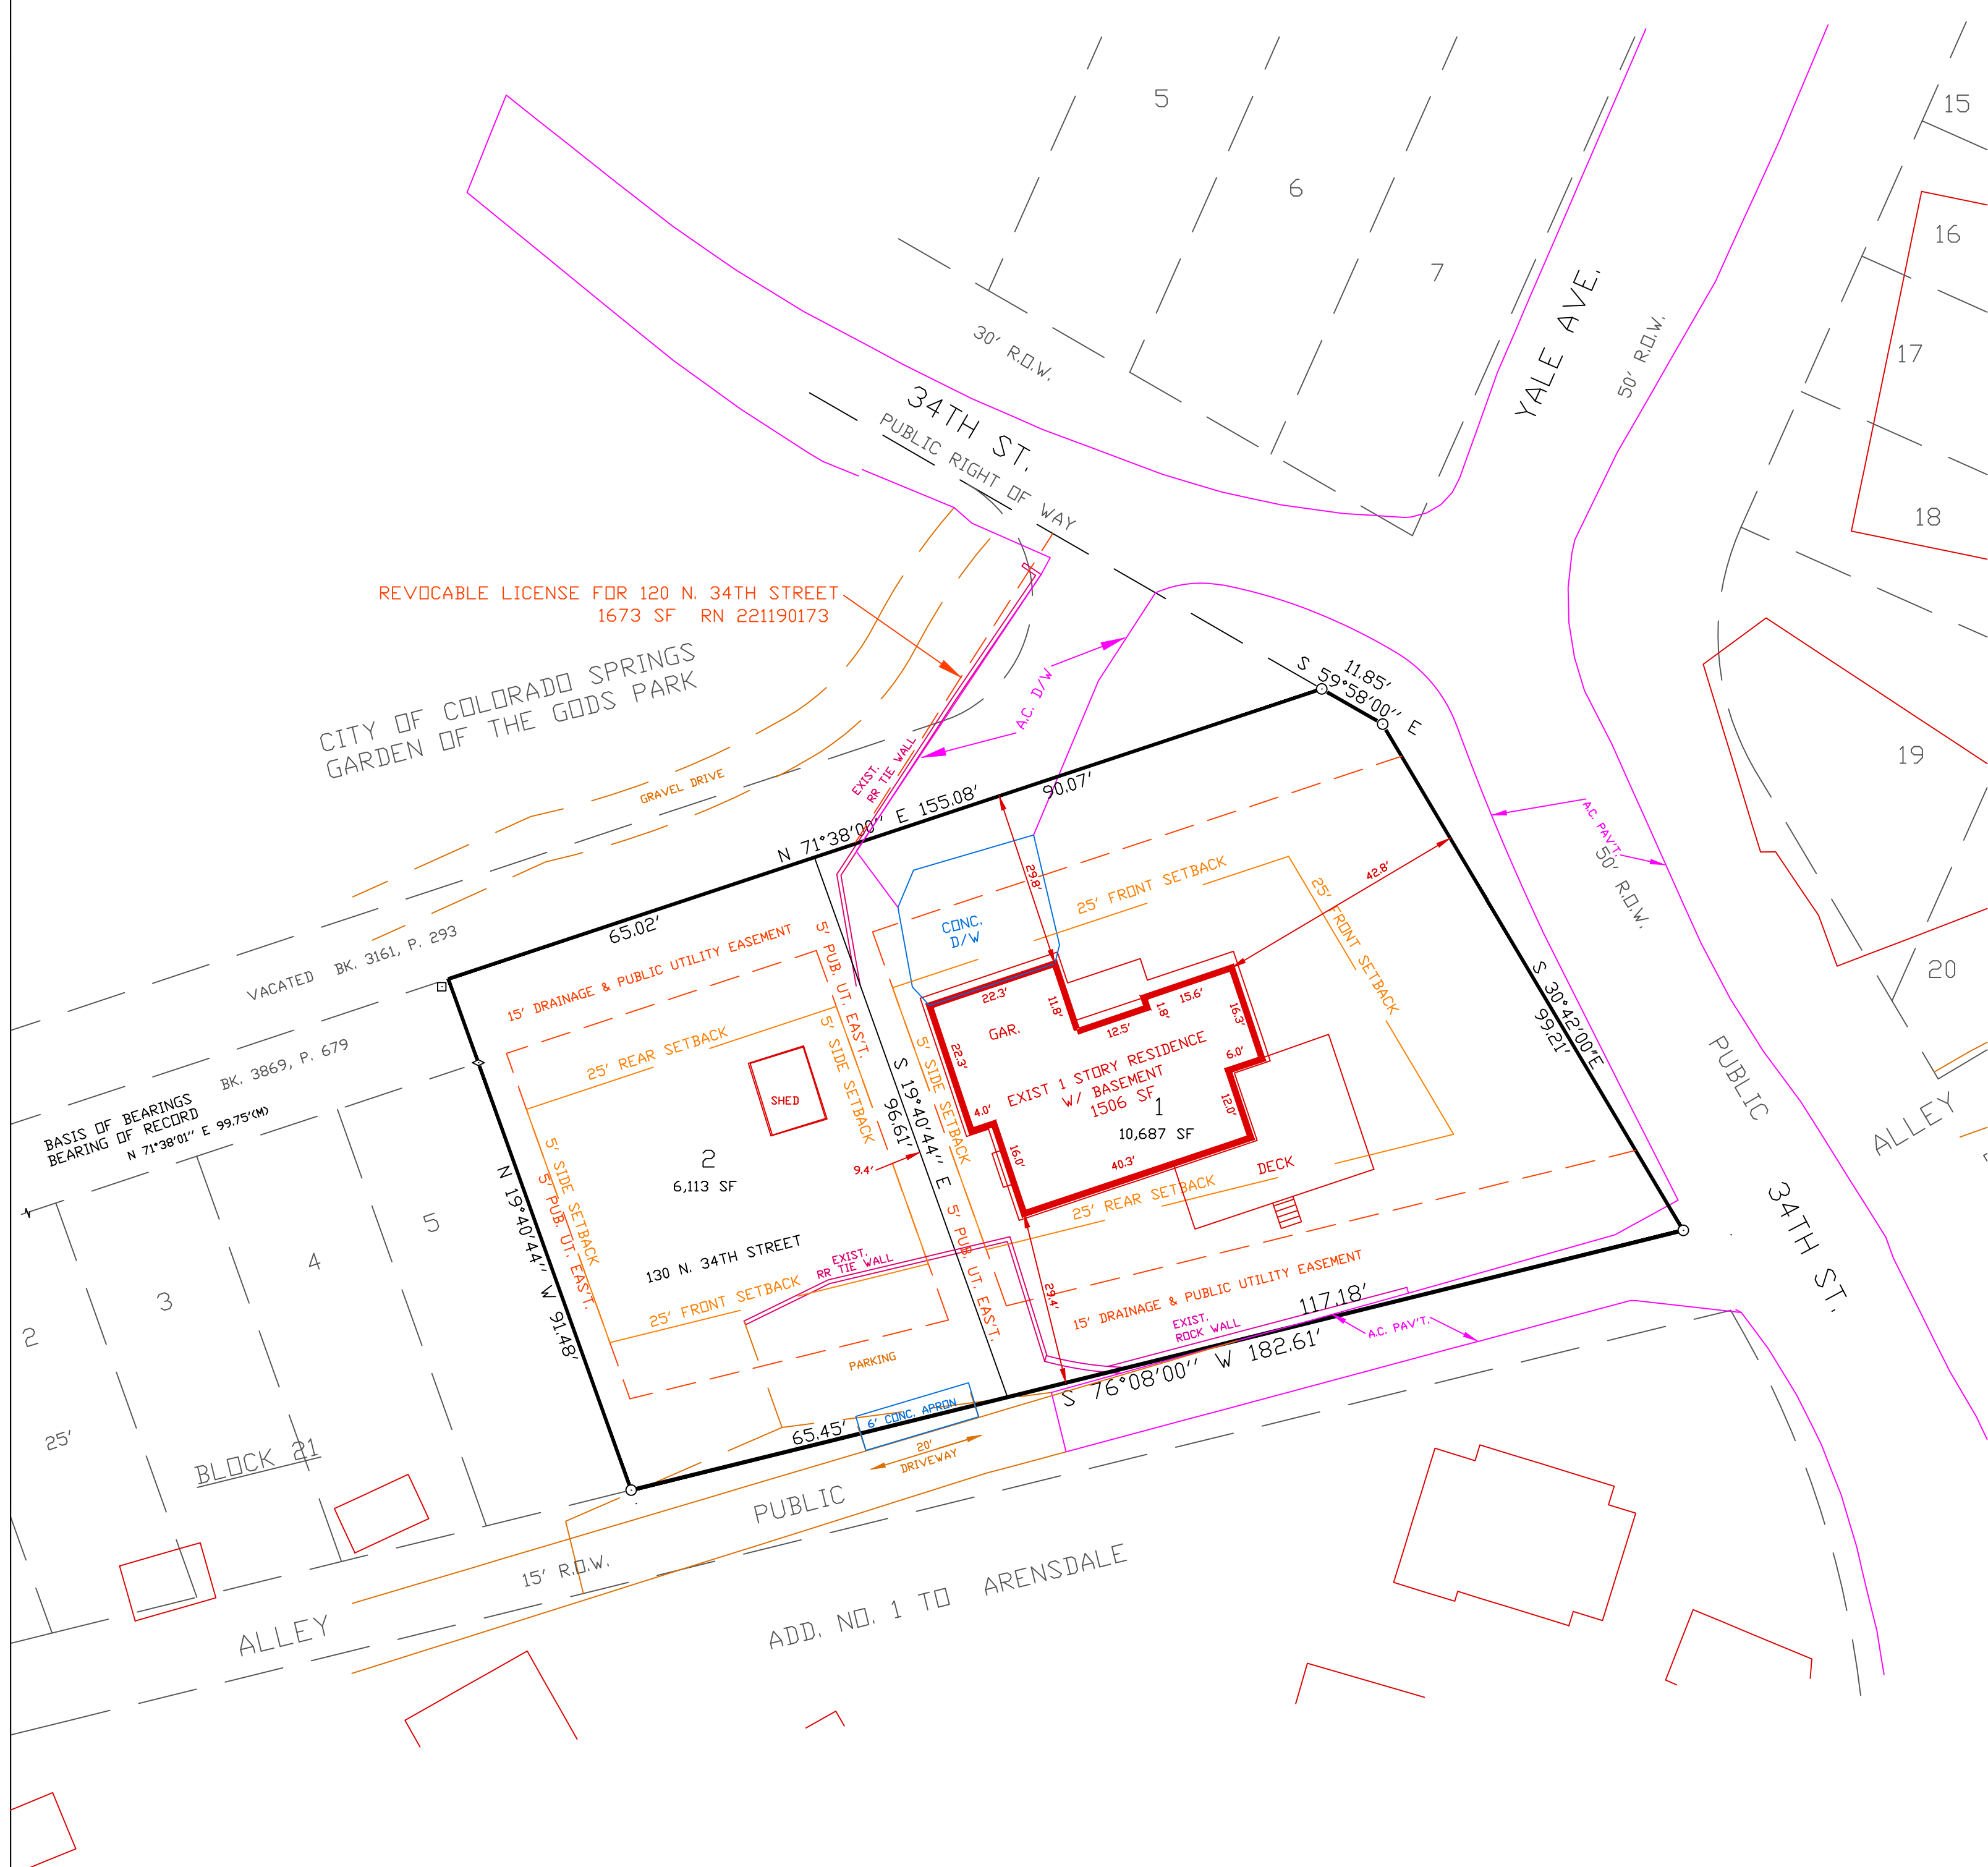 5
6
7
15
16
17
18
19
20
30' R.O.W.
34TH ST.
PUBLIC RIGHT OF WAY
YALE AVE.
50' R.O.W.
REVOCABLE LICENSE FOR 120 N. 34TH STREET
1673 SF RN 221190173
CITY OF COLORADO SPRINGS
GARDEN OF THE GODS PARK
A.C. D/W
11.85'
S 59°58'00" E
GRAVEL DRIVE
EXIST.
RR TIE WALL
N 71°38'00" E 155.08'
90.07'
65.02'
A.C. PAV'T.
50' R.O.W.
VACATED BK. 3161, P. 293
BK. 3869, P. 679
BASIS OF BEARINGS
BEARING OF RECORD
N 71°38'01" E 99.75'(M)
15' DRAINAGE & PUBLIC UTILITY EASEMENT
25' REAR SETBACK
5' PUB. UT. EAS'T.
5' SIDE SETBACK
CONC.
D/W
29.8'
25' FRONT SETBACK
25' FRONT SETBACK
42.8'
22.3'
11.8'
12.5'
1.8'
15.6'
16.3'
6.0'
12.0'
40.3'
16.0'
4.0'
22.3'
GAR.
EXIST 1 STORY RESIDENCE
W/ BASEMENT
1506 SF
1
10,687 SF
DECK
25' REAR SETBACK
S 30°42'00"E
99.21'
SHED
2
6,113 SF
9.4'
S 19°40'44" E
96.61'
5' SIDE SETBACK
5' PUB. UT. EAS'T.
5' SIDE SETBACK
5' PUB. UT. EAS'T.
N 19°40'44" W 91.48'
130 N. 34TH STREET
EXIST.
RR TIE WALL
25' FRONT SETBACK
29.4'
15' DRAINAGE & PUBLIC UTILITY EASEMENT
EXIST.
ROCK WALL
117.18'
A.C. PAV'T.
S 76°08'00" W 182.61'
PARKING
65.45'
6' CONC. APRON
20'
DRIVEWAY
PUBLIC
34TH ST.
ALLEY
2
3
4
5
25'
BLOCK 21
PUBLIC
15' R.O.W.
ALLEY
ADD. NO. 1 TO ARENSDALE